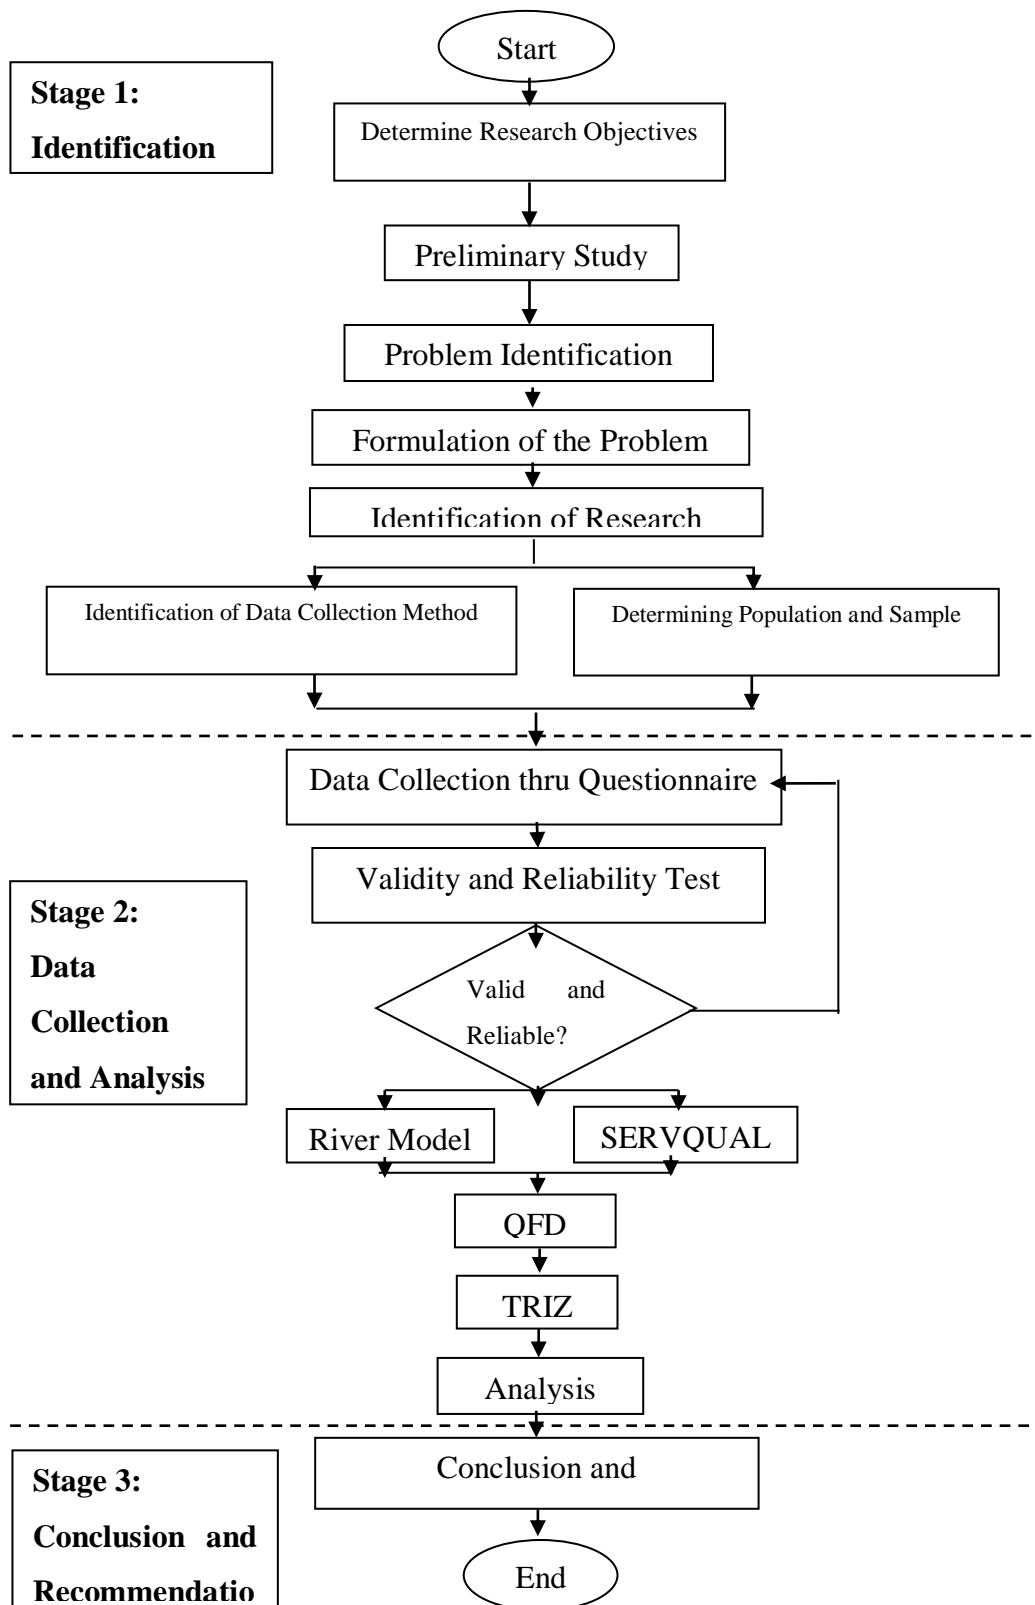 Start
Stage 1:
Identification
Determine Research Objectives
Preliminary Study
Problem Identification
Formulation of the Problem
Identification of Research
Identification of Data Collection Method
Determining Population and Sample
Data Collection thru Questionnaire
Validity and Reliability Test
Stage 2:
Data
Collection
and Analysis
Valid and
Reliable?
River Model
SERVQUAL
QFD
TRIZ
Analysis
Stage 3:
Conclusion and
Recommendatio
Conclusion and
End